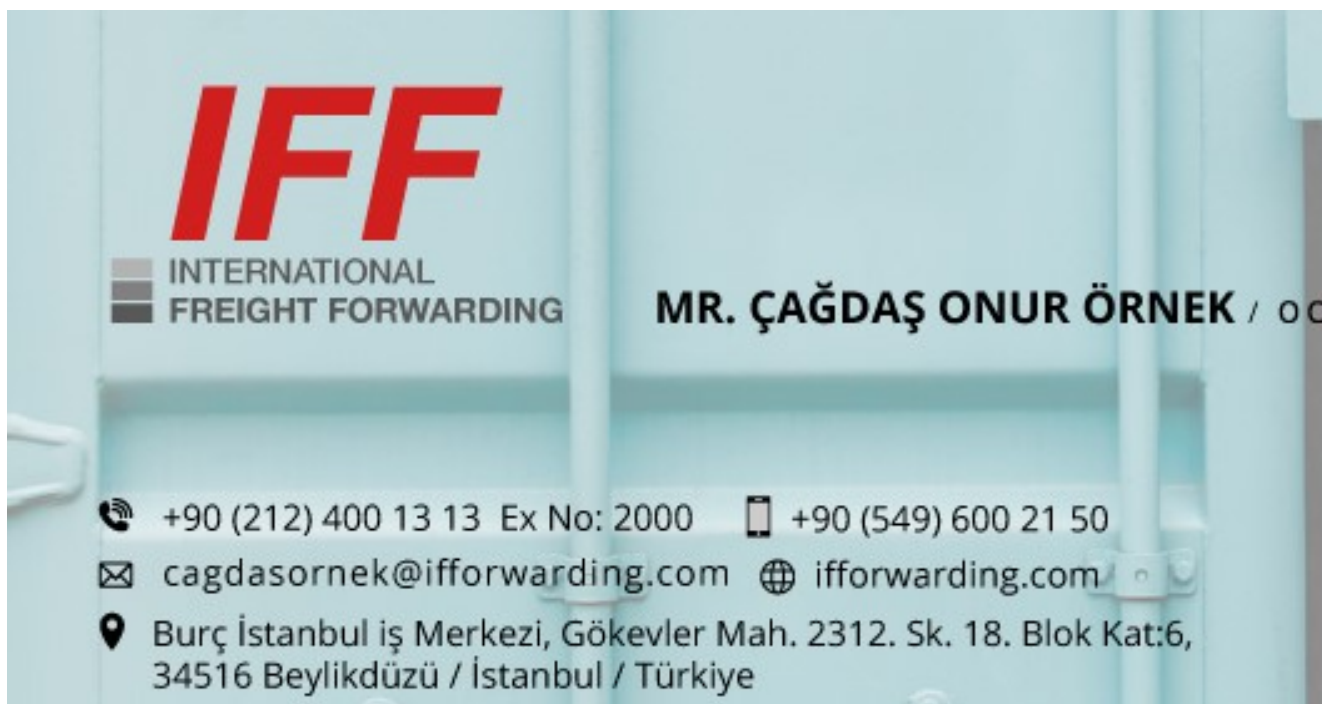 IFF
INTERNATIONAL
FREIGHT FORWARDING
MR. ÇAĞDAŞ ONUR ÖRNEK /
+90 (212) 400 13 13 Ex No: 2000
+90 (549) 600 21 50
cagdasornek@ifforwarding.com
ifforwarding.com
Burç İstanbul iş Merkezi, Gökevler Mah. 2312. Sk. 18. Blok Kat:6,
34516 Beylikdüzü / İstanbul / Türkiye